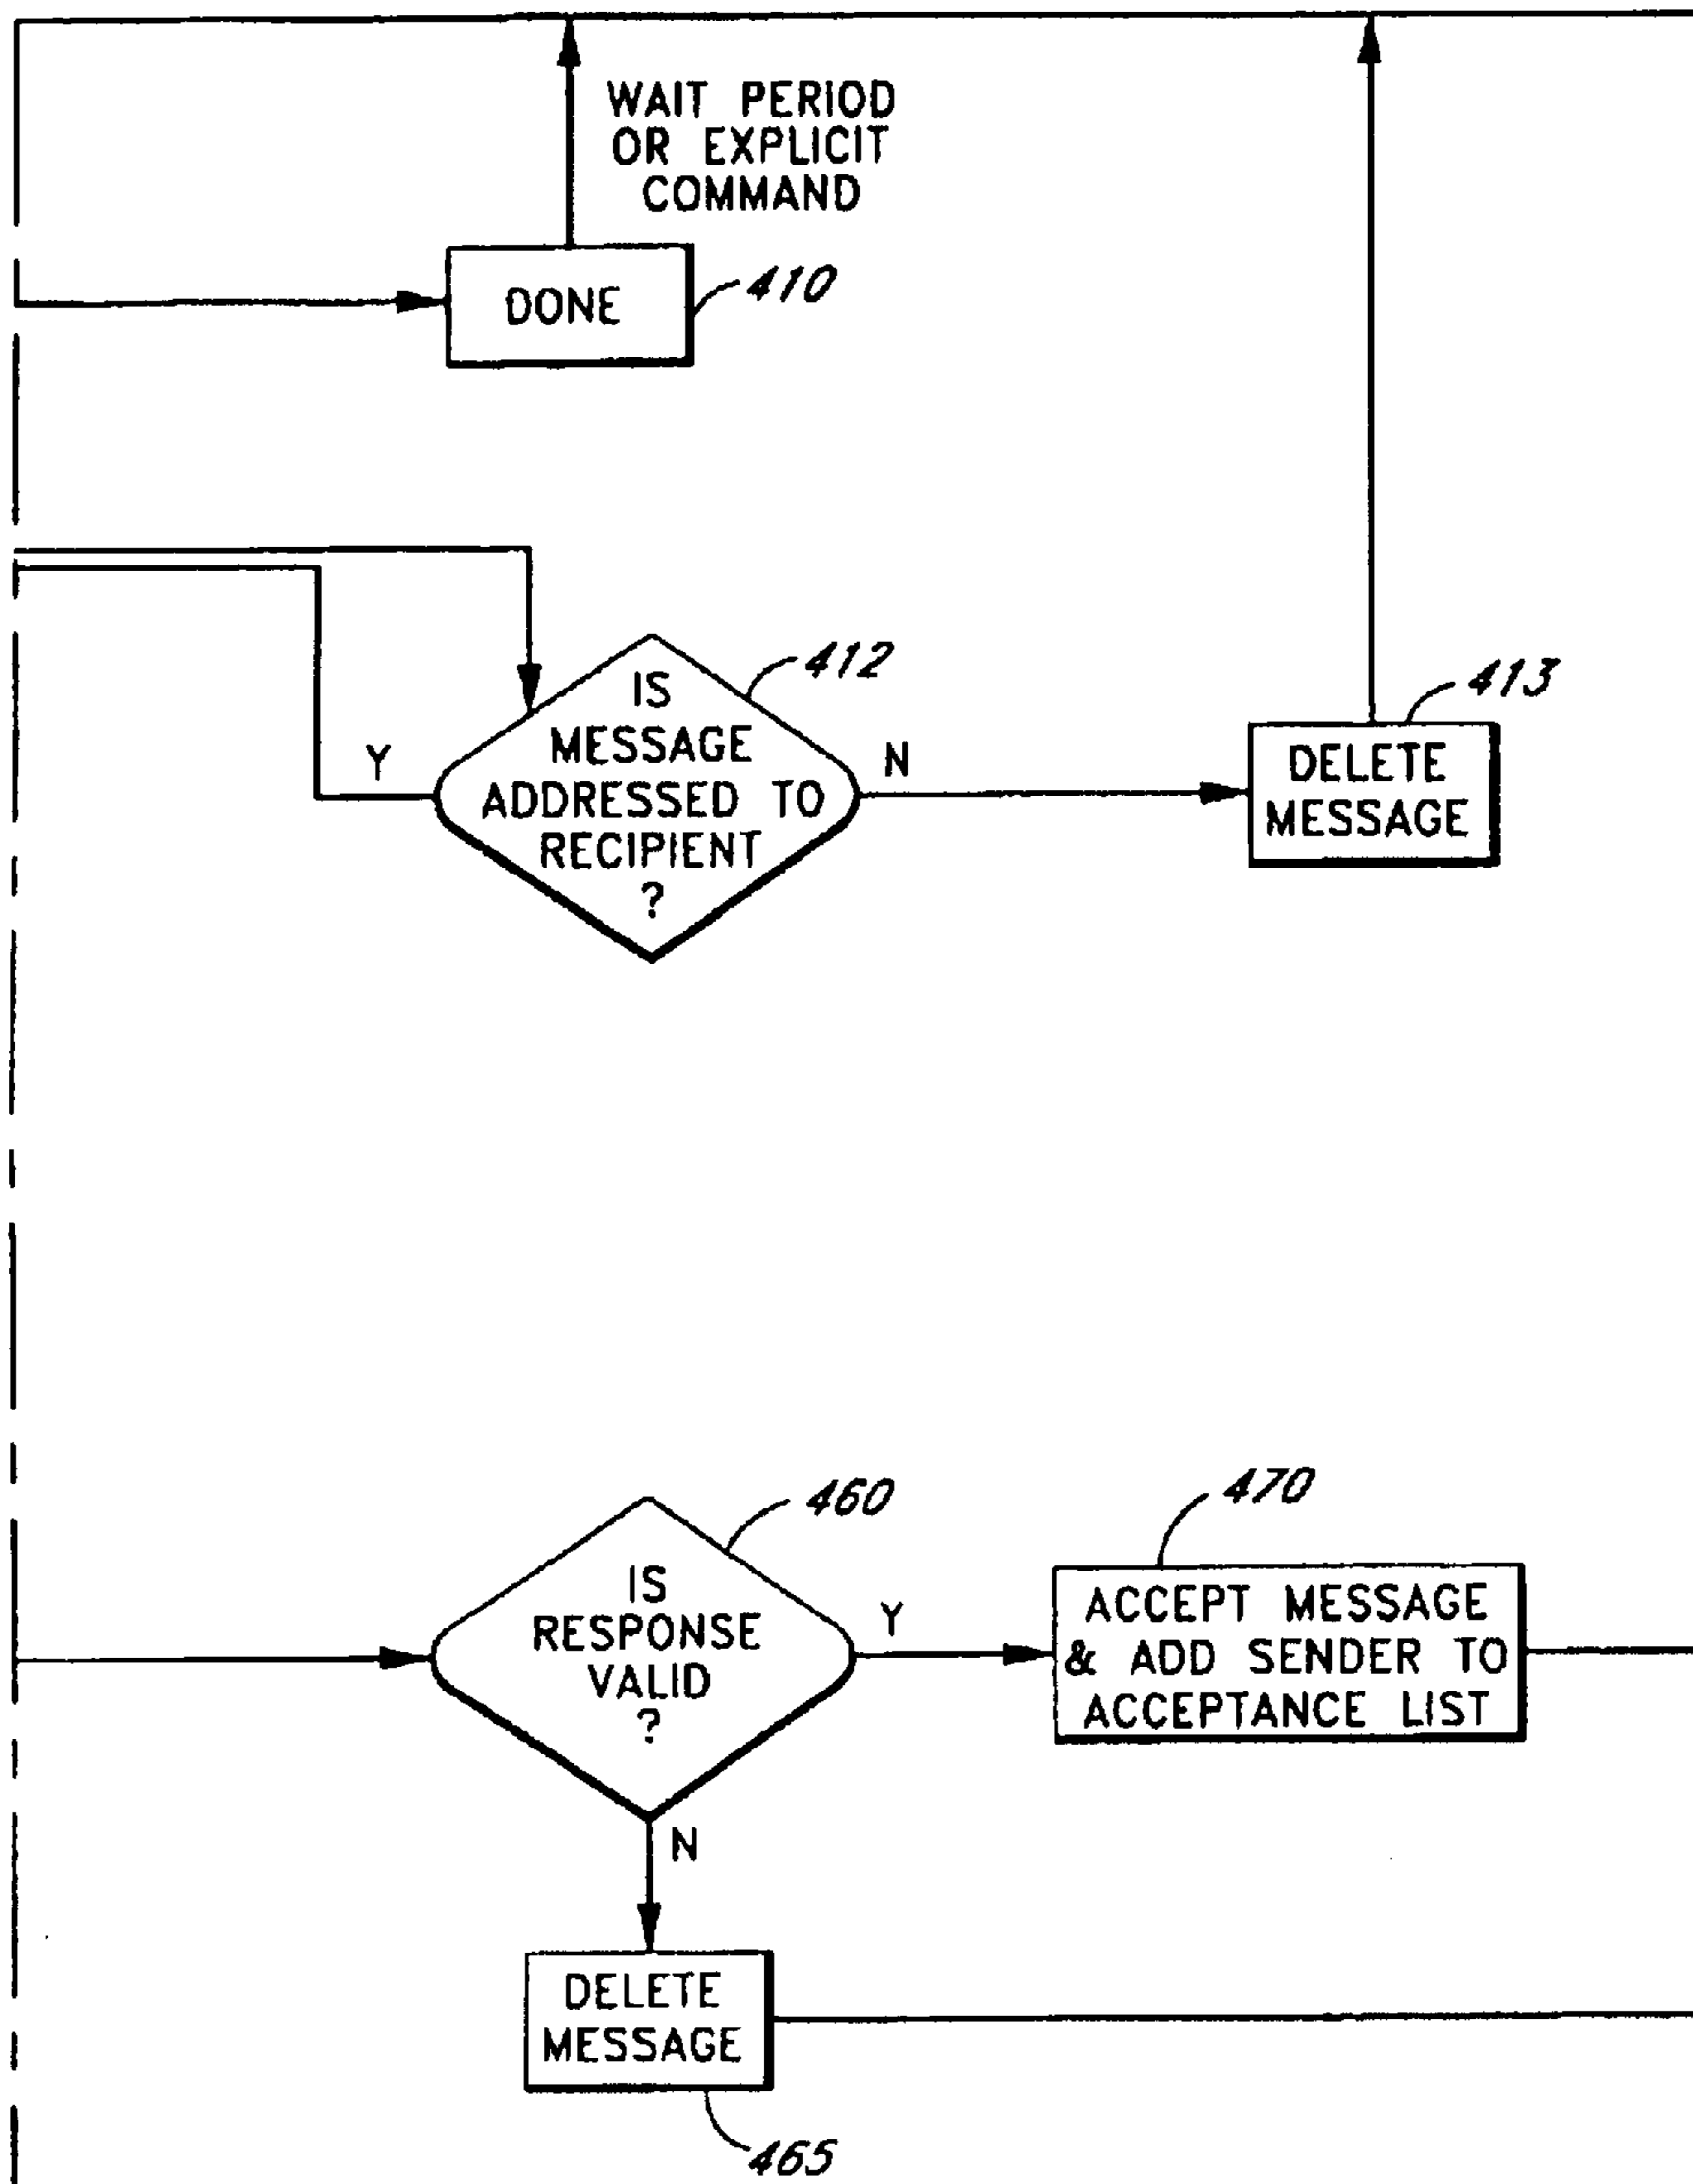 WAIT PERIOD
OR EXPLICIT
COMMAND
DONE
410
412
IS
MESSAGE
ADDRESSED TO
RECIPIENT
?
Y
N
413
DELETE
MESSAGE
460
IS
RESPONSE
VALID
?
Y
N
470
ACCEPT MESSAGE
& ADD SENDER TO
ACCEPTANCE LIST
DELETE
MESSAGE
465